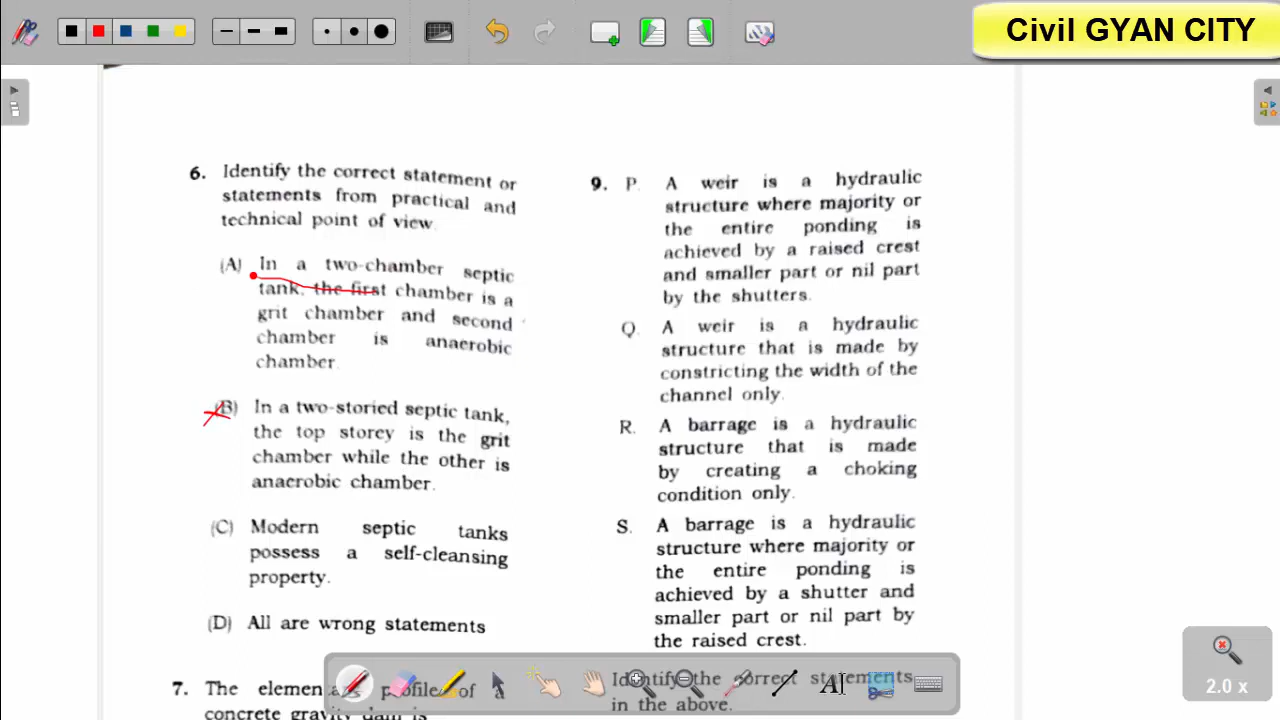 Civil GYAN CITY
6. Identify the correct statement or
statements from practical and
technical point of view.
(A) In a two-chamber septic
tank, the first chamber is a
grit chamber and second
chamber is anaerobic
chamber.
(B) In a two-storied septic tank,
the top storey is the grit
chamber while the other is
anaerobic chamber.
(C) Modern septic tanks
possess a self-cleansing
property.
(D) All are wrong statements
7. The elementary profile of a
concrete gravity dam is
9. P. A weir is a hydraulic
structure where majority or
the entire ponding is
achieved by a raised crest
and smaller part or nil part
by the shutters.
Q. A weir is a hydraulic
structure that is made by
constricting the width of the
channel only.
R. A barrage is a hydraulic
structure that is made
by creating a choking
condition only.
S. A barrage is a hydraulic
structure where majority or
the entire ponding is
achieved by a shutter and
smaller part or nil part by
the raised crest.
Identify the correct statements
in the above.
2.0 x